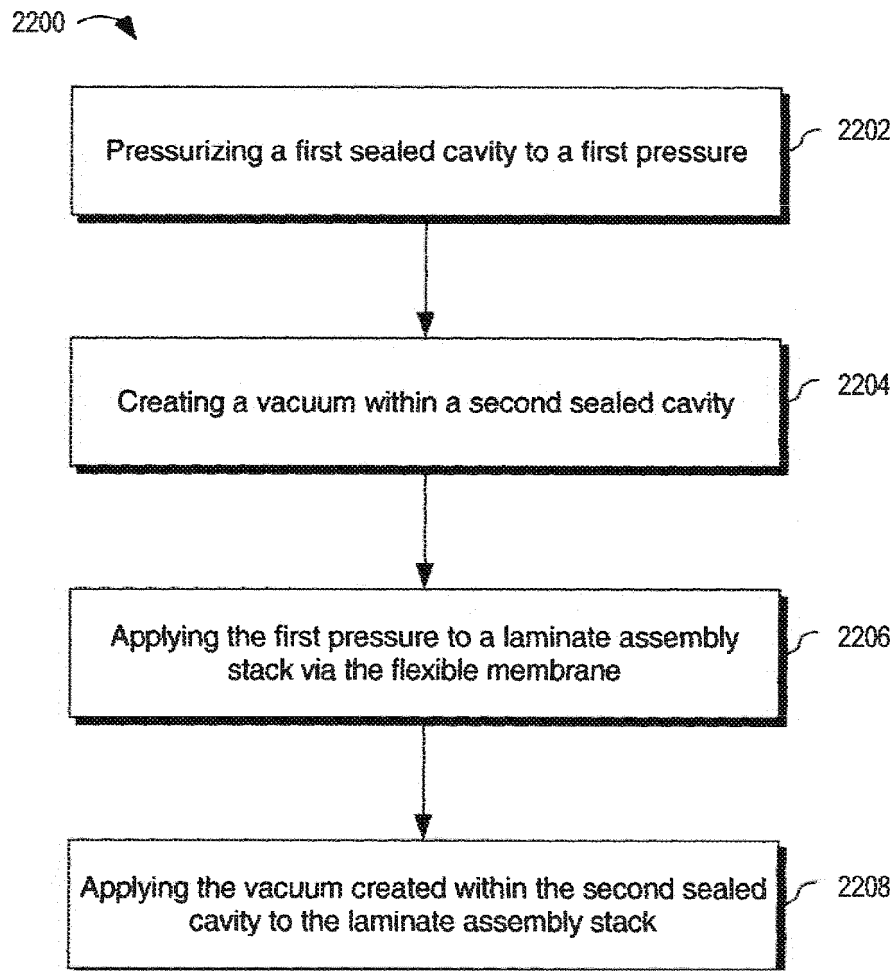 2200
Pressurizing a first sealed cavity to a first pressure
2202
Creating a vacuum within a second sealed cavity
2204
Applying the first pressure to a laminate assembly
stack via the flexible membrane
2206
Applying the vacuum created within the second sealed
cavity to the laminate assembly stack
2208